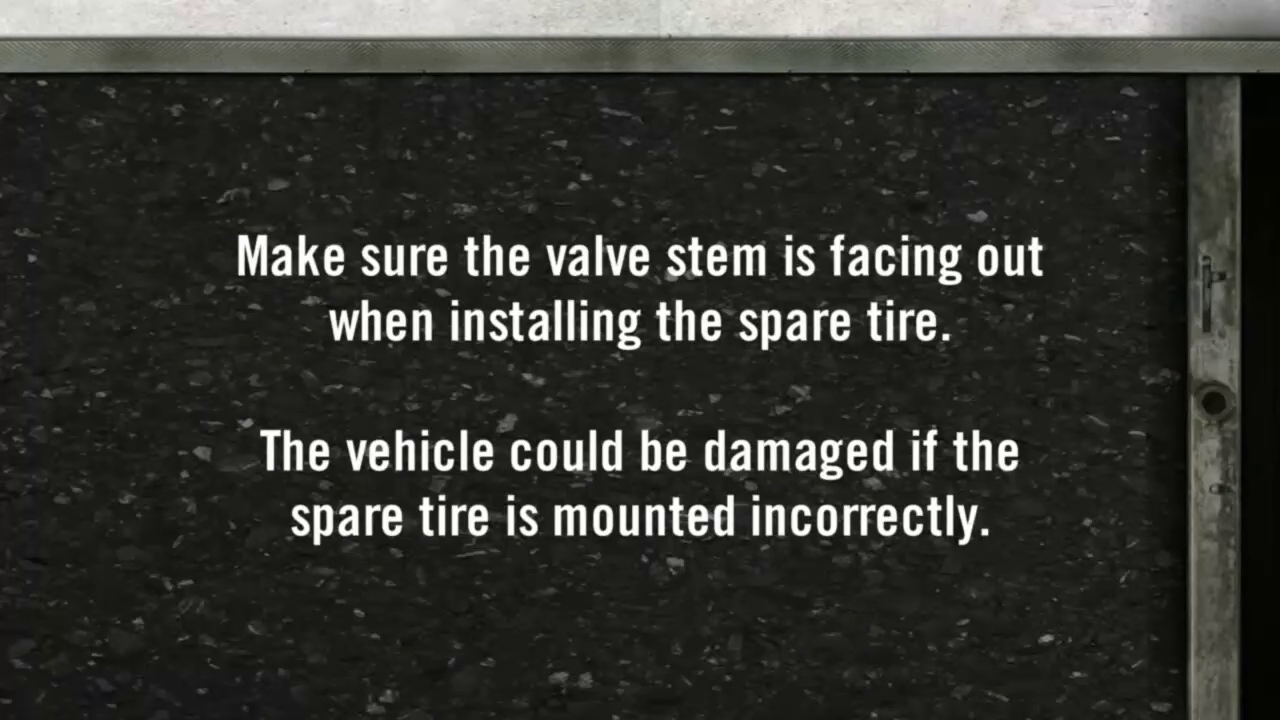 Make sure the valve stem is facing out
when installing the spare tire.
The vehicle could be damaged if the
spare tire is mounted incorrectly.